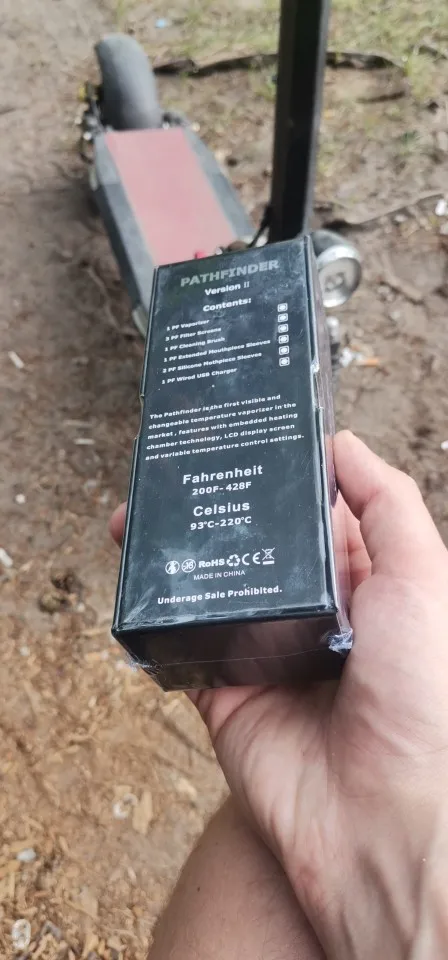 PATHFINDER
Version II
Contents:
1 PF Vaporizer
3 PF Filter Screens
1 PF Cleaning Brush
1 PF Extended Mouthpiece Sleeves
2 PF Silicone Mothpiece Sleeves
1 PF Wired USB Charger
The Pathfinder is the first visible and
changeable temperature vaporizer in the
market, features with embedded heating
chamber technology, LCD display screen
and variable temperature control settings.
Fahrenheit
200F-428F
Celsius
93°C-220°C
RoHS CE
MADE IN CHINA
Underage Sale Prohibited.